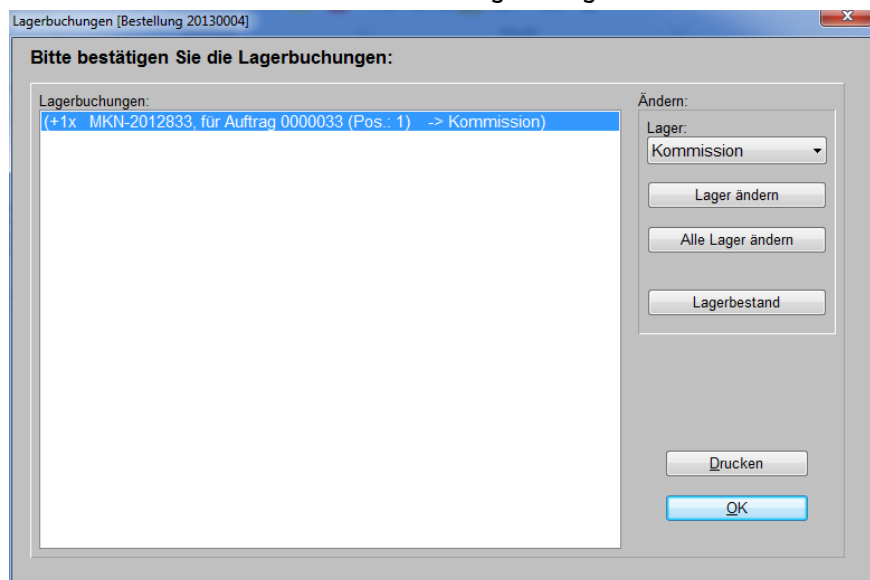 Lagerbuchungen [Bestellung 20130004]
Bitte bestätigen Sie die Lagerbuchungen:
Lagerbuchungen:
(+1x MKN-2012833, für Auftrag 0000033 (Pos.: 1) -> Kommission)
Ändern:
Lager:
Kommission
Lager ändern
Alle Lager ändern
Lagerbestand
Drucken
OK